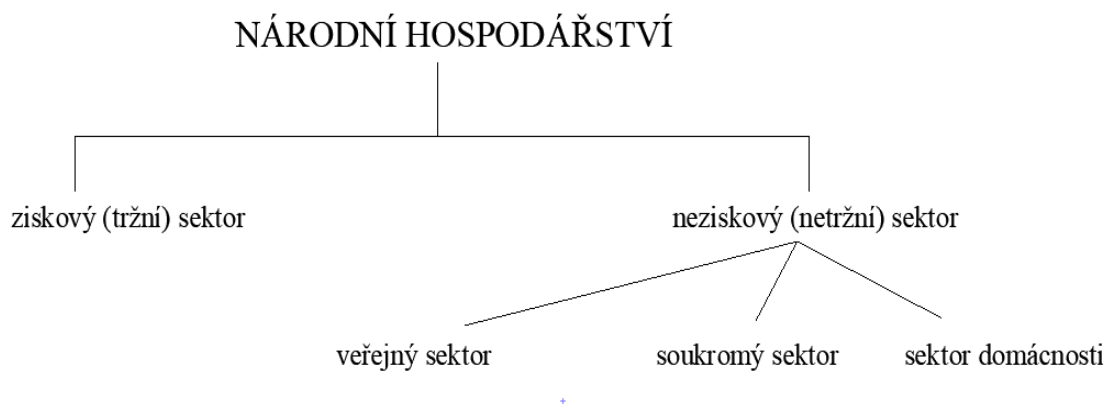 NÁRODNÍ HOSPODÁŘSTVÍ
ziskový (tržní) sektor
neziskový (netržní) sektor
veřejný sektor
soukromý sektor
sektor domácnosti